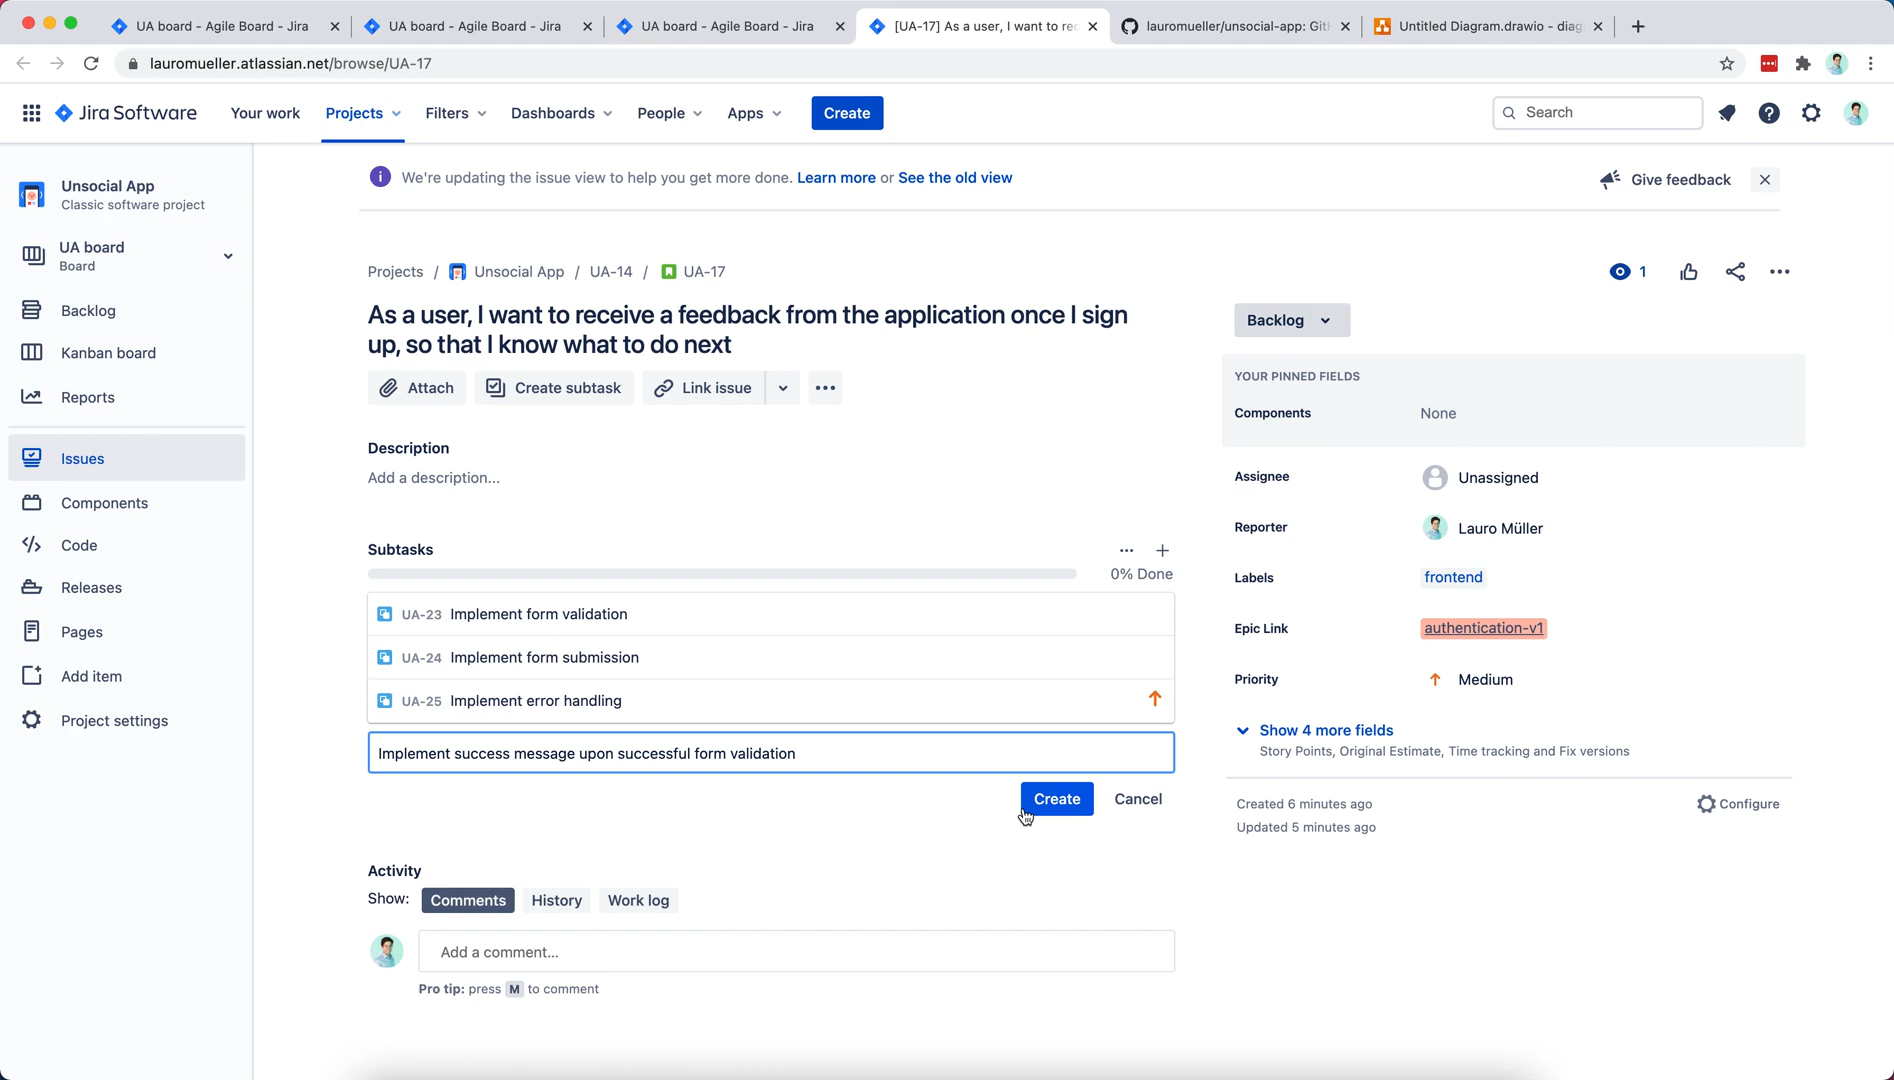 UA board - Agile Board - Jira
UA board - Agile Board - Jira
UA board - Agile Board - Jira
[UA-17] As a user, I want to rec
lauromueller/unsocial-app: Git
Untitled Diagram.drawio - diag
lauromueller.atlassian.net/browse/UA-17
Jira Software
Your work
Projects
Filters
Dashboards
People
Apps
Create
Search
Unsocial App
Classic software project
UA board
Board
Backlog
Kanban board
Reports
Issues
Components
Code
Releases
Pages
Add item
Project settings
We're updating the issue view to help you get more done. Learn more or See the old view
Give feedback
Projects / Unsocial App / UA-14 / UA-17
1
As a user, I want to receive a feedback from the application once I sign
up, so that I know what to do next
Attach
Create subtask
Link issue
Description
Add a description...
Subtasks
0% Done
UA-23 Implement form validation
UA-24 Implement form submission
UA-25 Implement error handling
Implement success message upon successful form validation
Create
Cancel
Activity
Show:
Comments
History
Work log
Add a comment...
Pro tip: press M to comment
Backlog
YOUR PINNED FIELDS
Components
None
Assignee
Unassigned
Reporter
Lauro Müller
Labels
frontend
Epic Link
authentication-v1
Priority
Medium
Show 4 more fields
Story Points, Original Estimate, Time tracking and Fix versions
Created 6 minutes ago
Configure
Updated 5 minutes ago